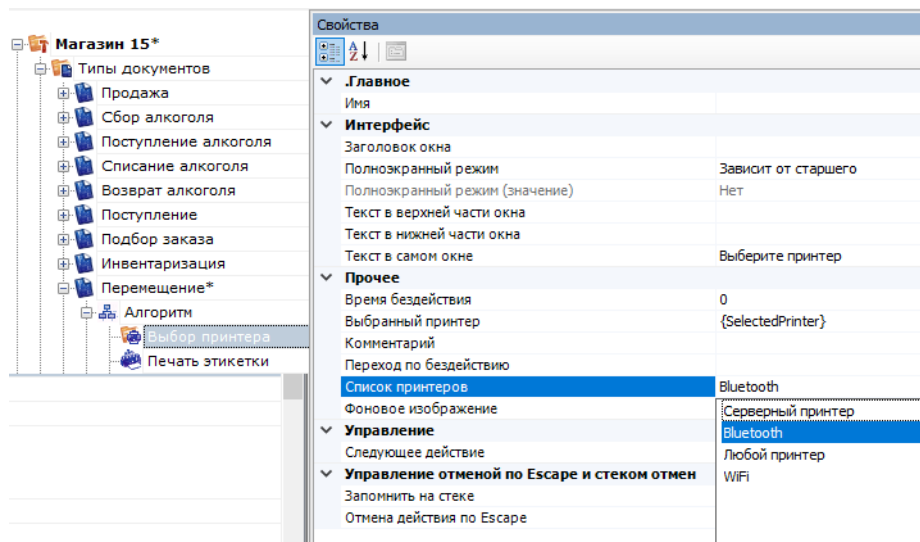 Магазин 15*
Типы документов
Продажа
Сбор алкоголя
Поступление алкоголя
Списание алкоголя
Возврат алкоголя
Поступление
Подбор заказа
Инвентаризация
Перемещение*
Алгоритм
Выбор принтера
Печать этикетки
Свойства
.Главное
Имя
Интерфейс
Заголовок окна
Полноэкранный режим Зависит от старшего
Полноэкранный режим (значение) Нет
Текст в верхней части окна
Текст в нижней части окна
Текст в самом окне Выберите принтер
Прочее
Время бездействия 0
Выбранный принтер {SelectedPrinter}
Комментарий
Переход по бездействию
Список принтеров Bluetooth
Фоновое изображение
Серверный принтер
Bluetooth
Любой принтер
WiFi
Управление
Следующее действие
Управление отменой по Escape и стеком отмен
Запомнить на стеке
Отмена действия по Escape